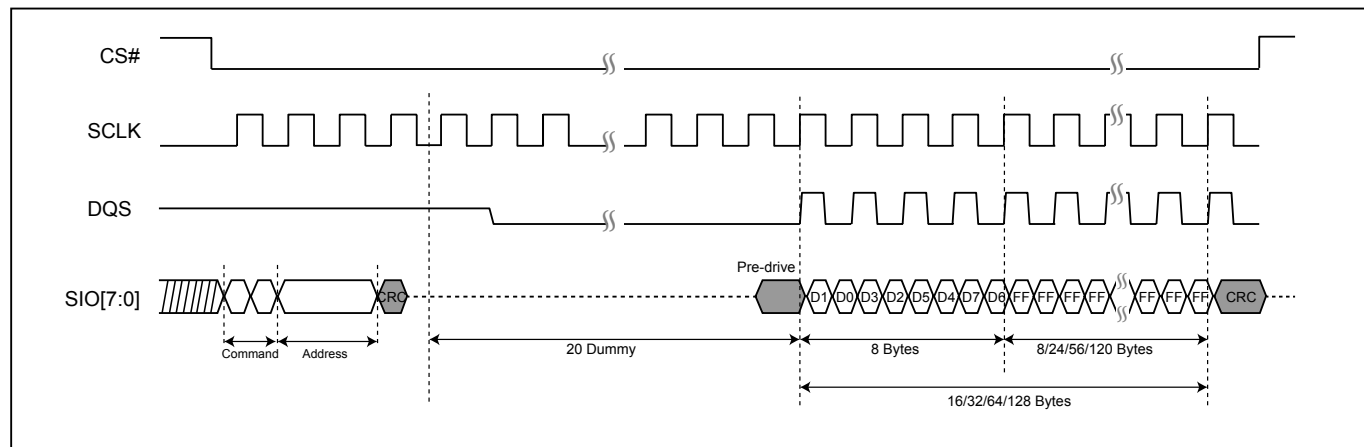 CS#
SCLK
DQS
Pre-drive
SIO[7:0]
CRC
D1 D0 D3 D2 D5 D4 D7 D6 FF FF FF FF FF FF FF CRC
Command
Address
20 Dummy
8 Bytes
8/24/56/120 Bytes
16/32/64/128 Bytes